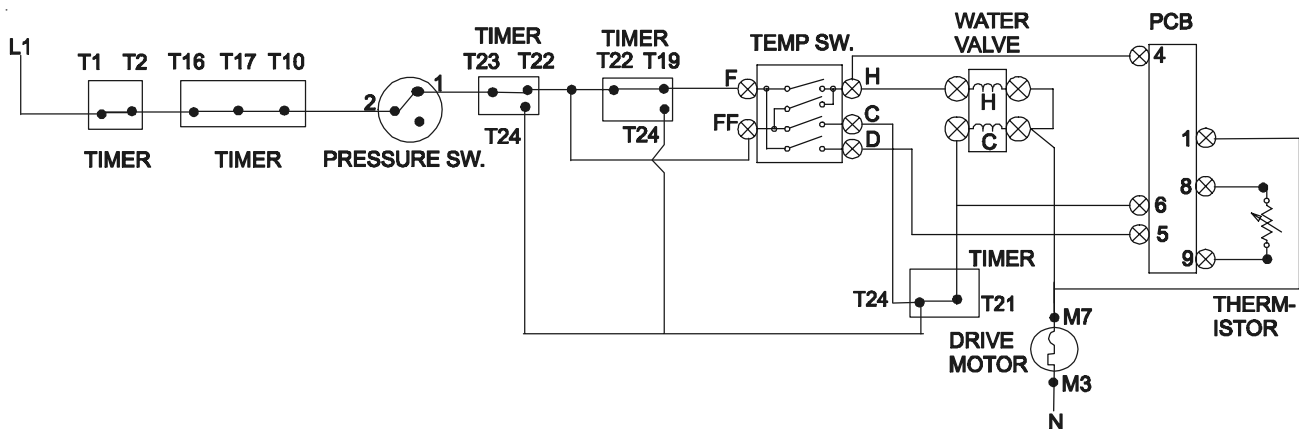 L1
T1 T2
TIMER
T16 T17 T10
TIMER
2
1
PRESSURE SW.
TIMER
T23 T22
T24
TIMER
T22 T19
T24
TEMP SW.
F
FF
H
C
D
WATER
VALVE
H
C
PCB
4
1
8
6
5
9
TIMER
T24
T21
THERM-
ISTOR
M7
DRIVE
MOTOR
M3
N